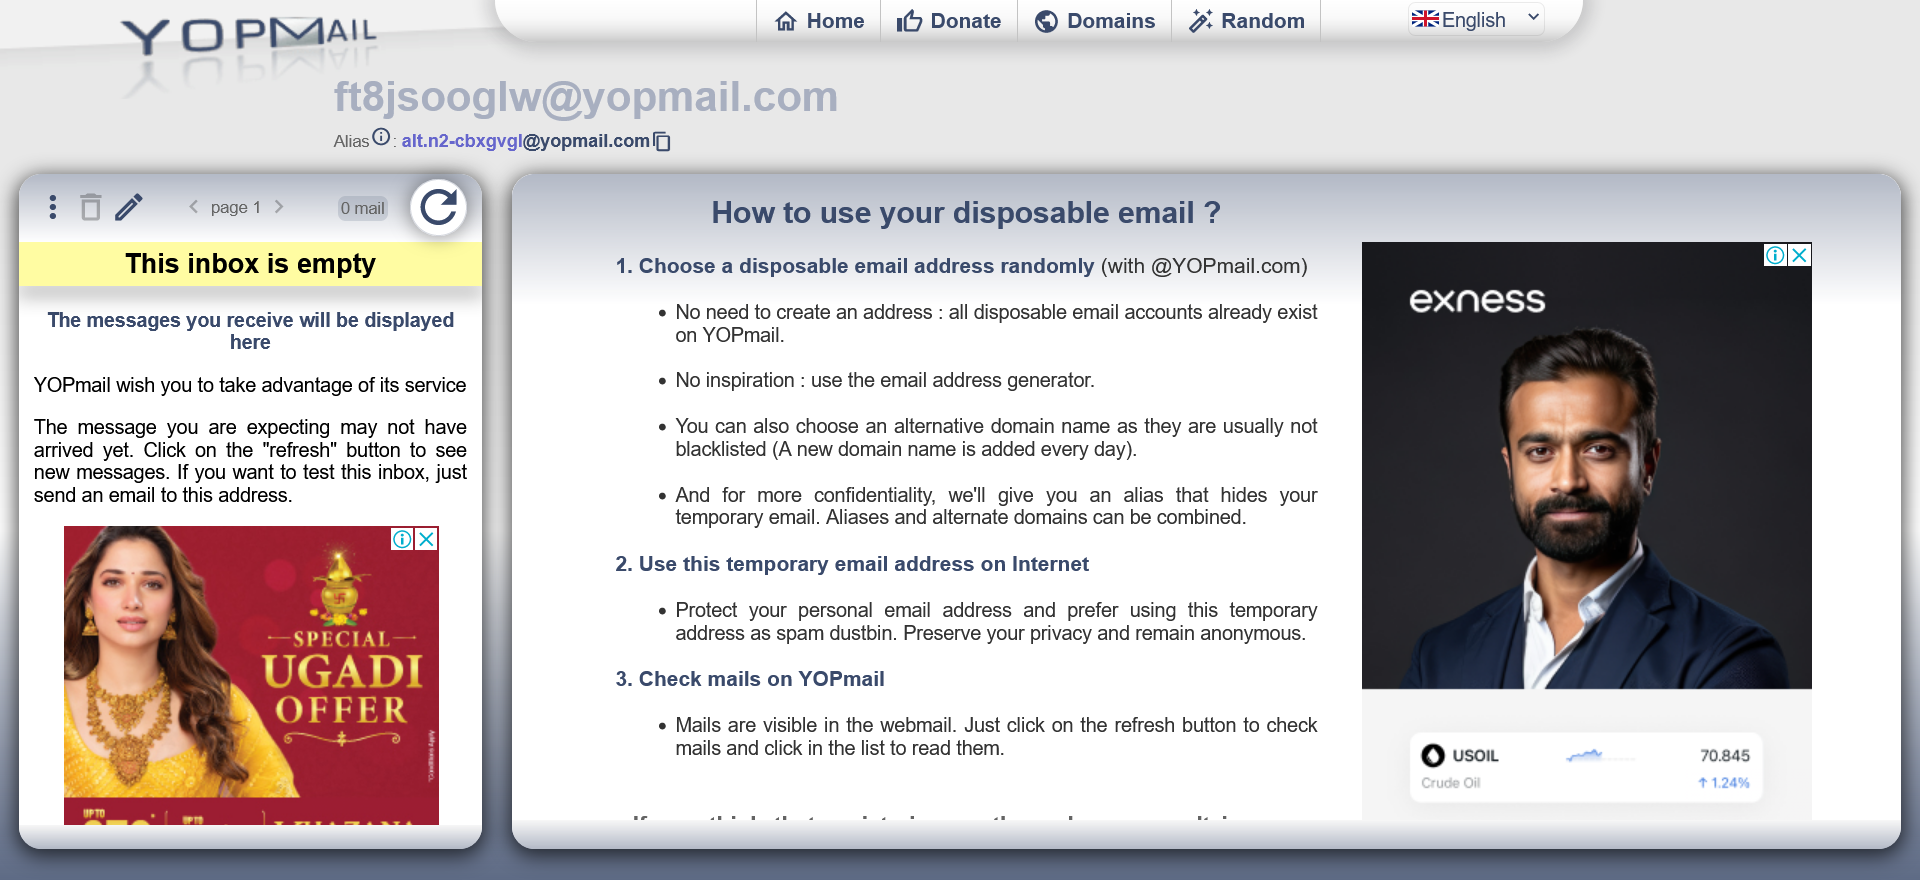 YOPMAIL
Home
Donate
Domains
Random
English
ft8jsooglw@yopmail.com
Alias : alt.n2-cbxgvgl@yopmail.com
page 1
0 mail
This inbox is empty
The messages you receive will be displayed
here
YOPmail wish you to take advantage of its service
The message you are expecting may not have
arrived yet. Click on the "refresh" button to see
new messages. If you want to test this inbox, just
send an email to this address.
SPECIAL
UGADI
OFFER
UP TO
UP TO
How to use your disposable email ?
1. Choose a disposable email address randomly (with @YOPmail.com)
• No need to create an address : all disposable email accounts already exist
on YOPmail.
• No inspiration : use the email address generator.
• You can also choose an alternative domain name as they are usually not
blacklisted (A new domain name is added every day).
• And for more confidentiality, we'll give you an alias that hides your
temporary email. Aliases and alternate domains can be combined.
2. Use this temporary email address on Internet
• Protect your personal email address and prefer using this temporary
address as spam dustbin. Preserve your privacy and remain anonymous.
3. Check mails on YOPmail
• Mails are visible in the webmail. Just click on the refresh button to check
mails and click in the list to read them.
exness
USOIL
70.845
Crude Oil
↑ 1.24%